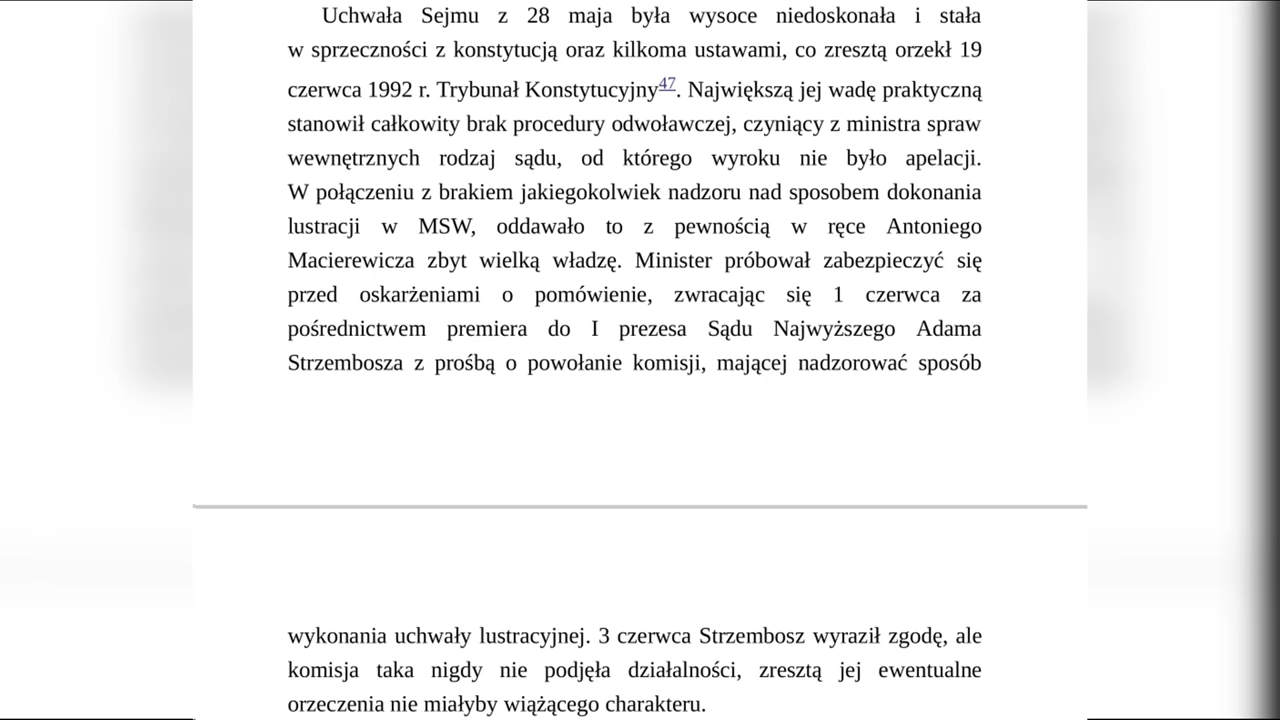 Uchwała Sejmu z 28 maja była wysoce niedoskonała i stała
w sprzeczności z konstytucją oraz kilkoma ustawami, co zresztą orzekł 19
czerwca 1992 r. Trybunał Konstytucyjny47. Największą jej wadę praktyczną
stanowił całkowity brak procedury odwoławczej, czyniący z ministra spraw
wewnętrznych rodzaj sądu, od którego wyroku nie było apelacji.
W połączeniu z brakiem jakiegokolwiek nadzoru nad sposobem dokonania
lustracji w MSW, oddawało to z pewnością w ręce Antoniego
Macierewicza zbyt wielką władzę. Minister próbował zabezpieczyć się
przed oskarżeniami o pomówienie, zwracając się 1 czerwca za
pośrednictwem premiera do I prezesa Sądu Najwyższego Adama
Strzembosza z prośbą o powołanie komisji, mającej nadzorować sposób
wykonania uchwały lustracyjnej. 3 czerwca Strzembosz wyraził zgodę, ale
komisja taka nigdy nie podjęła działalności, zresztą jej ewentualne
orzeczenia nie miałyby wiążącego charakteru.